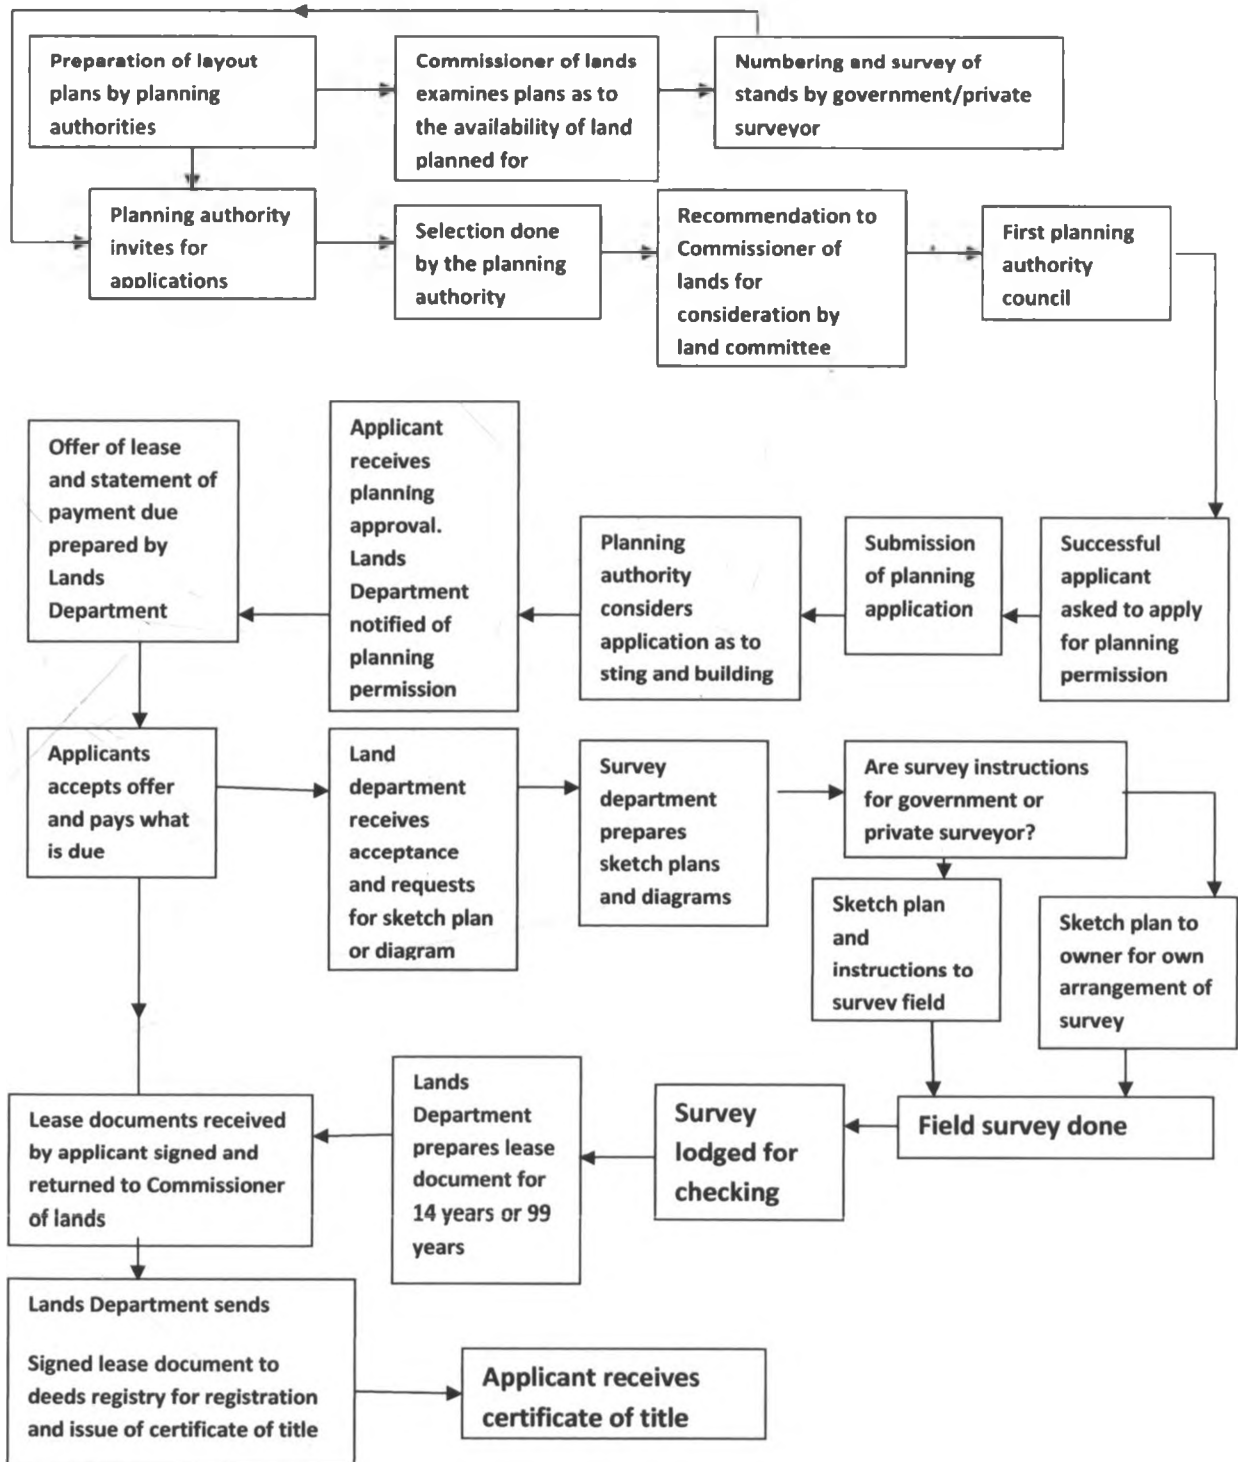 Preparation of layout
plans by planning
authorities
Commissioner of lands
examines plans as to
the availability of land
planned for
Numbering and survey of
stands by government/private
surveyor
Planning authority
invites for
applications
Selection done
by the planning
authority
Recommendation to
Commissioner of
lands for
consideration by
land committee
First planning
authority
council
Offer of lease
and statement of
payment due
prepared by
Lands
Department
Applicant
receives
planning
approval.
Lands
Department
notified of
planning
permission
Planning
authority
considers
application as to
sting and building
Submission
of planning
application
Successful
applicant
asked to apply
for planning
permission
Applicants
accepts offer
and pays what
is due
Land
department
receives
acceptance
and requests
for sketch plan
or diagram
Survey
department
prepares
sketch plans
and diagrams
Are survey instructions
for government or
private surveyor?
Sketch plan
and
instructions to
survey field
Sketch plan to
owner for own
arrangement of
survey
Lease documents received
by applicant signed and
returned to Commissioner
of lands
Lands
Department
prepares lease
document for
14 years or 99
years
Survey
lodged for
checking
Field survey done
Lands Department sends
Signed lease document to
deeds registry for registration
and issue of certificate of title
Applicant receives
certificate of title